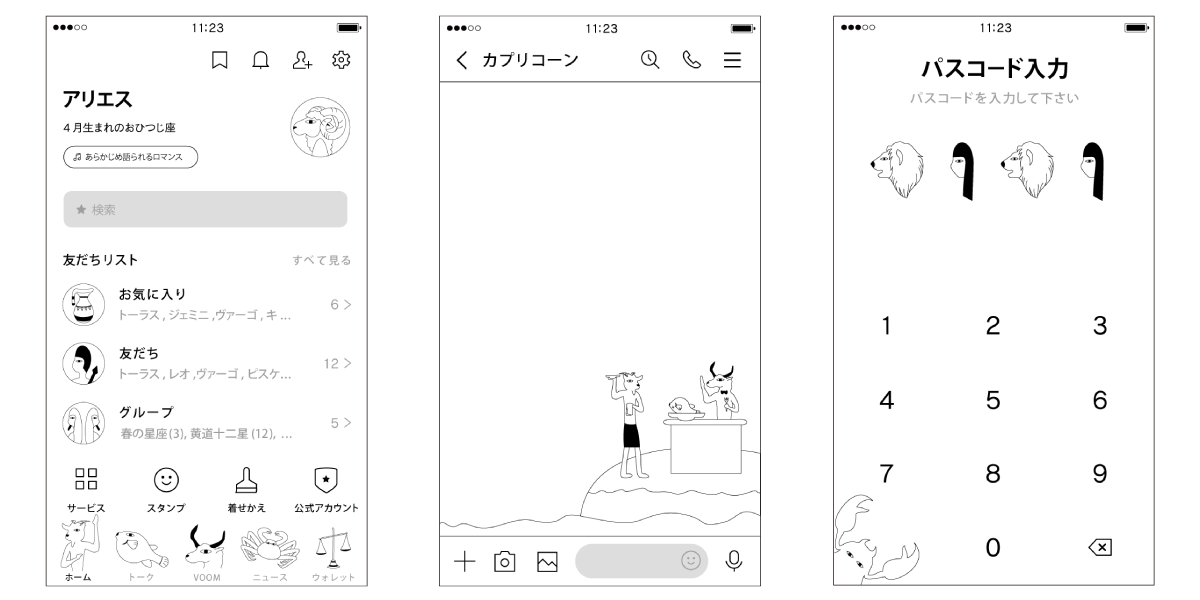 11:23
アリエス
4月生まれのおひつじ座
♫ あらかじめ語られるロマンス
★ 検索
友だちリスト すべて見る
お気に入り
トーラス , ジェミニ ,ヴァーゴ , キ ...
6 >
友だち
トーラス , レオ ,ヴァーゴ , ピスケ...
12 >
グループ
春の星座(3), 黄道十二星(12), ...
5 >
サービス スタンプ 着せかえ 公式アカウント
ホーム トーク VOOM ニュース ウォレット
11:23
カプリコーン
11:23
パスコード入力
パスコードを入力して下さい
1 2 3
4 5 6
7 8 9
0